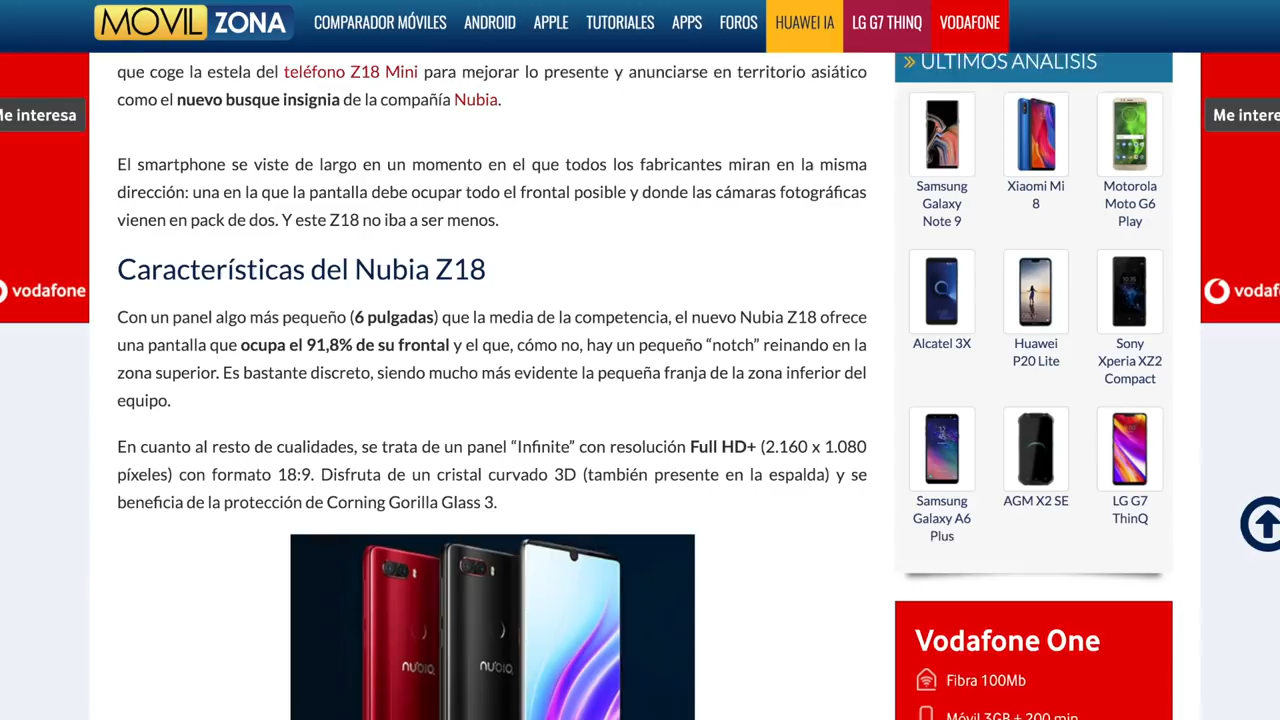 MOVIL ZONA
COMPARADOR MÓVILES ANDROID APPLE TUTORIALES APPS FOROS HUAWEI IA LG G7 THINQ VODAFONE
que coge la estela del teléfono Z18 Mini para mejorar lo presente y anunciarse en territorio asiático
como el nuevo busque insignia de la compañía Nubia.
El smartphone se viste de largo en un momento en el que todos los fabricantes miran en la misma
dirección: una en la que la pantalla debe ocupar todo el frontal posible y donde las cámaras fotográficas
vienen en pack de dos. Y este Z18 no iba a ser menos.
Características del Nubia Z18
Con un panel algo más pequeño (6 pulgadas) que la media de la competencia, el nuevo Nubia Z18 ofrece
una pantalla que ocupa el 91,8% de su frontal y el que, cómo no, hay un pequeño “notch” reinando en la
zona superior. Es bastante discreto, siendo mucho más evidente la pequeña franja de la zona inferior del
equipo.
En cuanto al resto de cualidades, se trata de un panel “Infinite” con resolución Full HD+ (2.160 x 1.080
píxeles) con formato 18:9. Disfruta de un cristal curvado 3D (también presente en la espalda) y se
beneficia de la protección de Corning Gorilla Glass 3.
nubia
nubia
Me interesa
vodafone
» ÚLTIMOS ANÁLISIS
Samsung
Galaxy
Note 9
Xiaomi Mi
8
Motorola
Moto G6
Play
Alcatel 3X
Huawei
P20 Lite
Sony
Xperia XZ2
Compact
Samsung
Galaxy A6
Plus
AGM X2 SE
LG G7
ThinQ
Vodafone One
Fibra 100Mb
Móvil 3GB + 200 min
Me intere
vodaf